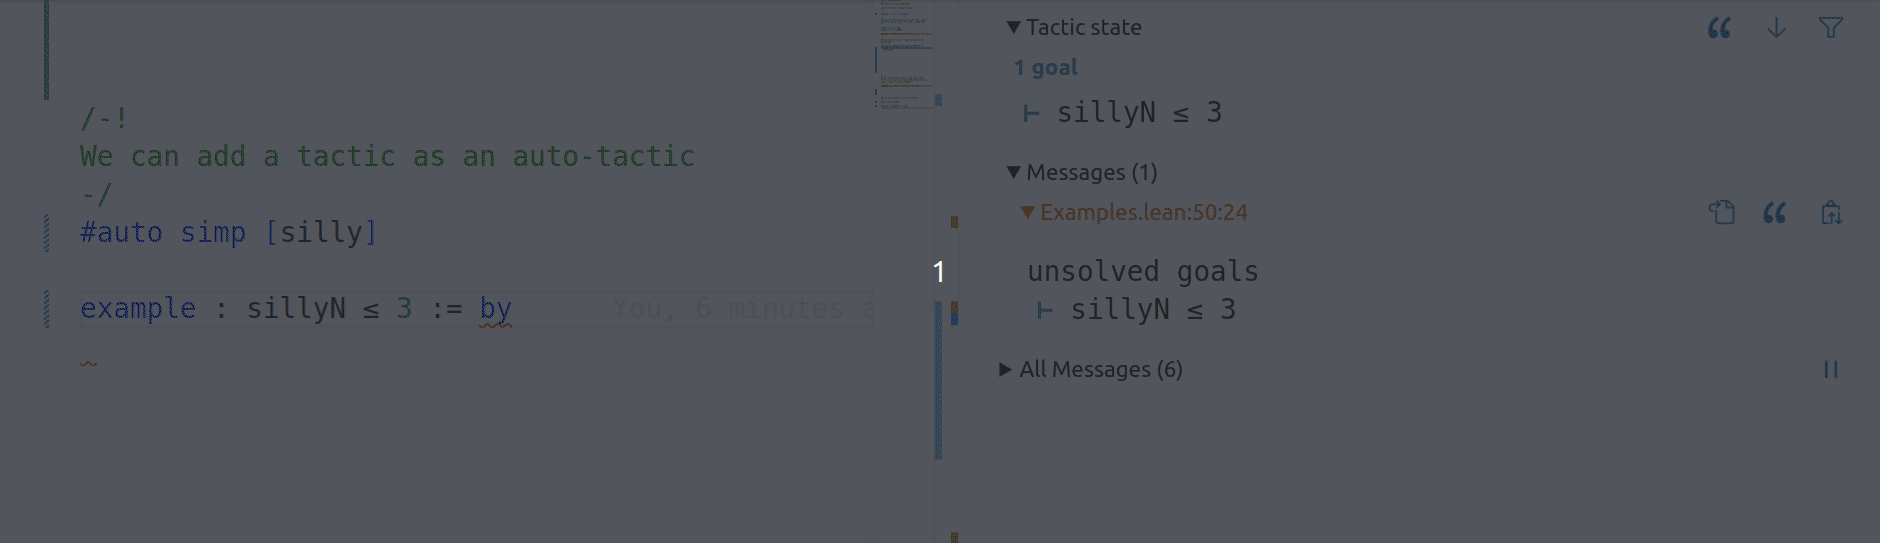 /-!
We can add a tactic as an auto-tactic
-/
#auto simp [silly]
example : sillyN ≤ 3 := by You, 6 minutes a
1
Tactic state
1 goal
⊢ sillyN ≤ 3
Messages (1)
Examples.lean:50:24
unsolved goals
⊢ sillyN ≤ 3
All Messages (6)